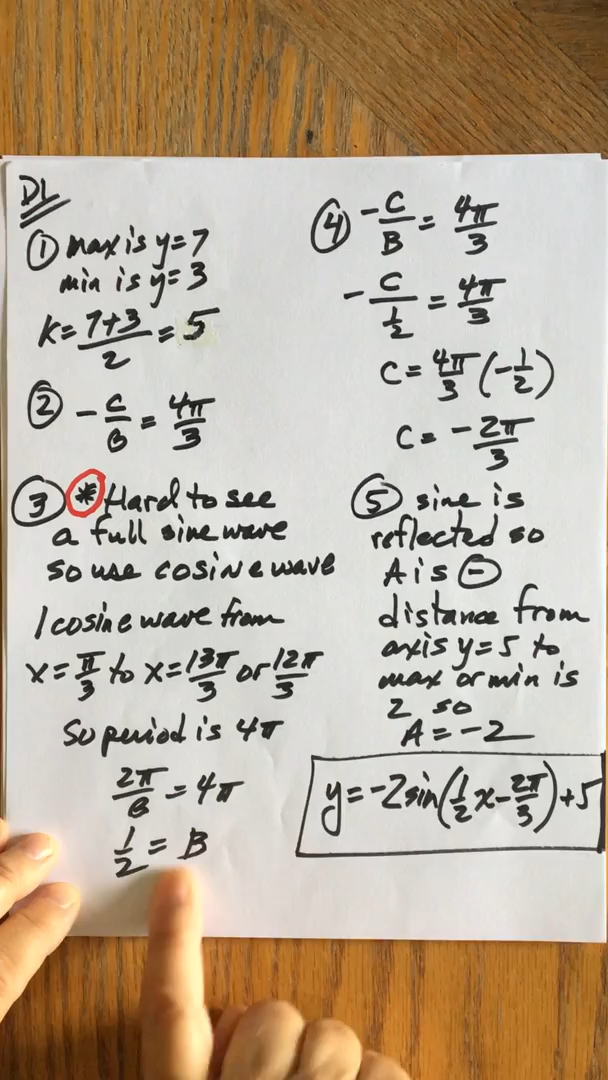 D1
① max is y=7
min is y=3
K = (7+3)/2 = 5
② -C/B = 4π/3
③ * Hard to see
a full sine wave
so use cosine wave
1 cosine wave from
x = π/3 to x = 13π/3 or 12π/3
So period is 4π
2π/B = 4π
1/2 = B
④ -C/B = 4π/3
-C/(1/2) = 4π/3
C = 4π/3 (-1/2)
C = -2π/3
⑤ sine is
reflected so
A is ⊖
distance from
axis y=5 to
max or min is
2 so
A = -2
y = -2 sin(1/2 x - 2π/3) + 5